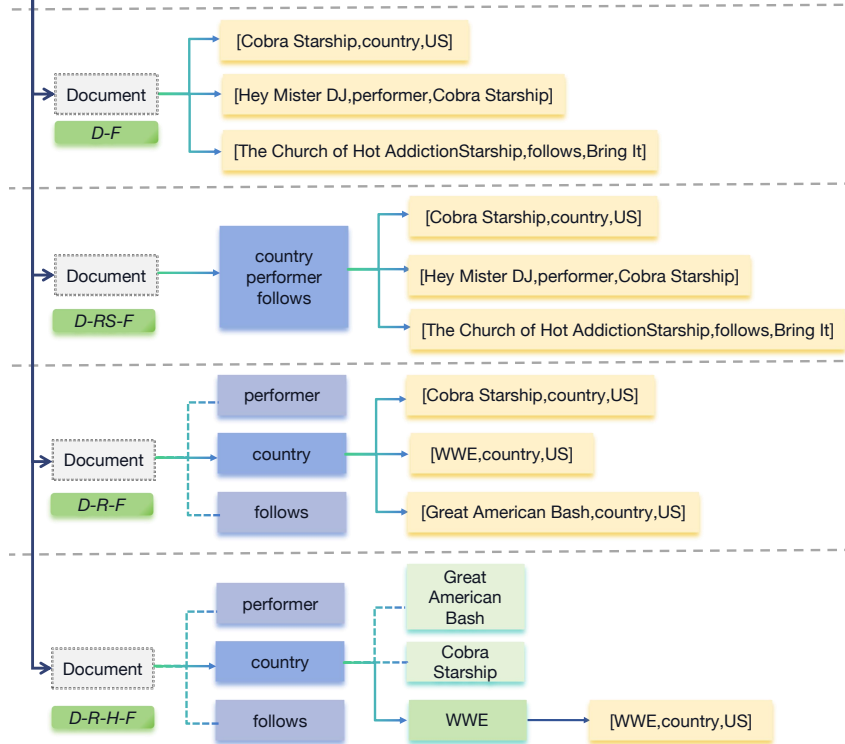 [Cobra Starship,country,US]
Document
[Hey Mister DJ,performer,Cobra Starship]
D-F
[The Church of Hot AddictionStarship,follows,Bring It]
[Cobra Starship,country,US]
Document
country
performer
follows
[Hey Mister DJ,performer,Cobra Starship]
D-RS-F
[The Church of Hot AddictionStarship,follows,Bring It]
performer
[Cobra Starship,country,US]
Document
country
[WWE,country,US]
D-R-F
follows
[Great American Bash,country,US]
performer
Great
American
Bash
Document
country
Cobra
Starship
D-R-H-F
follows
WWE
[WWE,country,US]